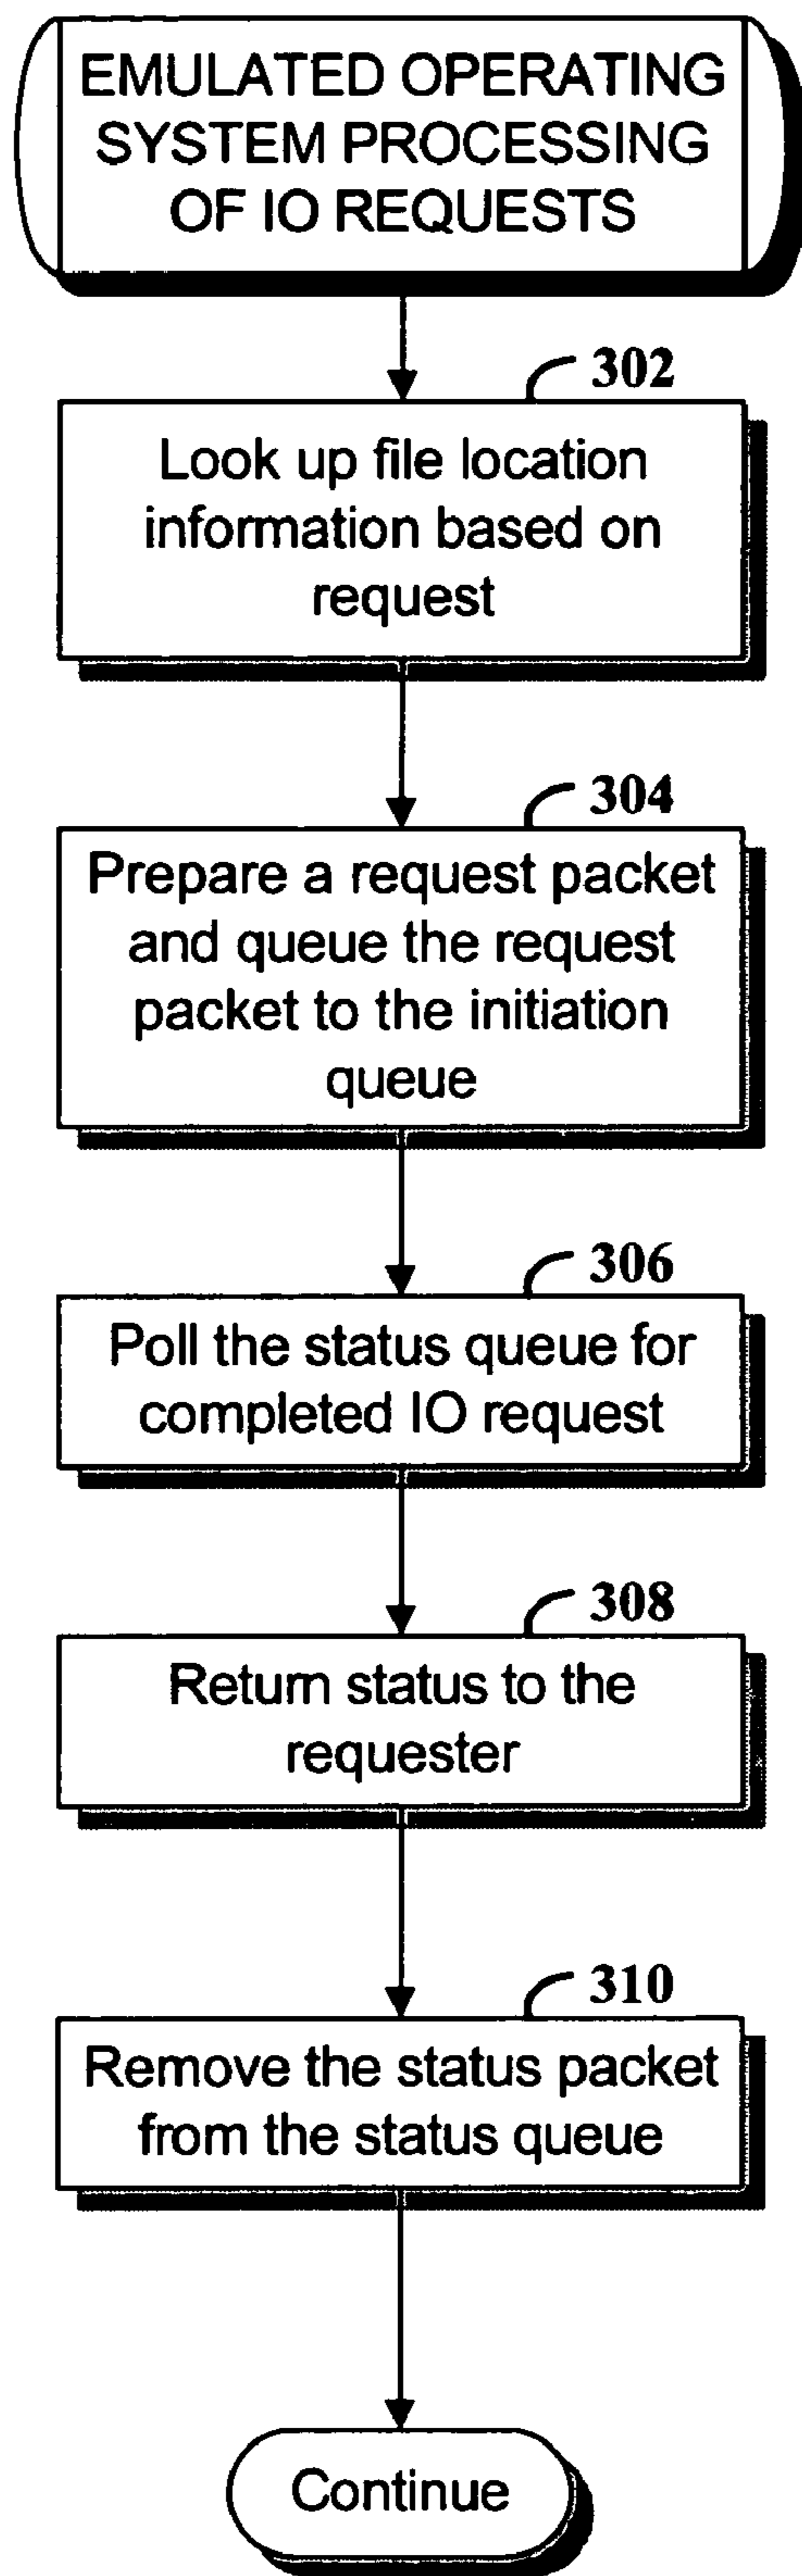 EMULATED OPERATING
SYSTEM PROCESSING
OF IO REQUESTS
302
Look up file location
information based on
request
304
Prepare a request packet
and queue the request
packet to the initiation
queue
306
Poll the status queue for
completed IO request
308
Return status to the
requester
310
Remove the status packet
from the status queue
Continue